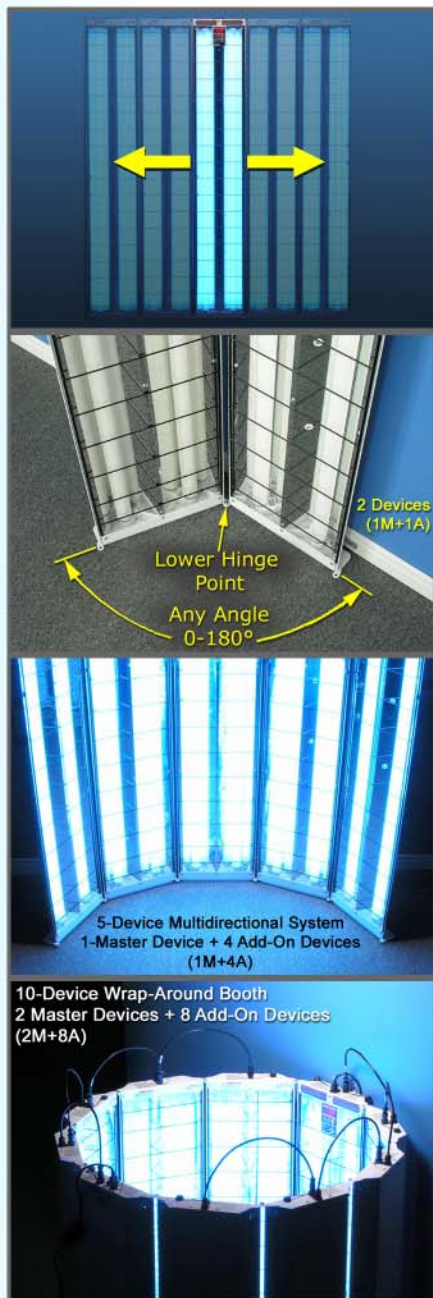 2 Devices
(1M+1A)
Lower Hinge
Point
Any Angle
0-180°
5-Device Multidirectional System
1-Master Device + 4 Add-On Devices
(1M+4A)
10-Device Wrap-Around Booth
2 Master Devices + 8 Add-On Devices
(2M+8A)